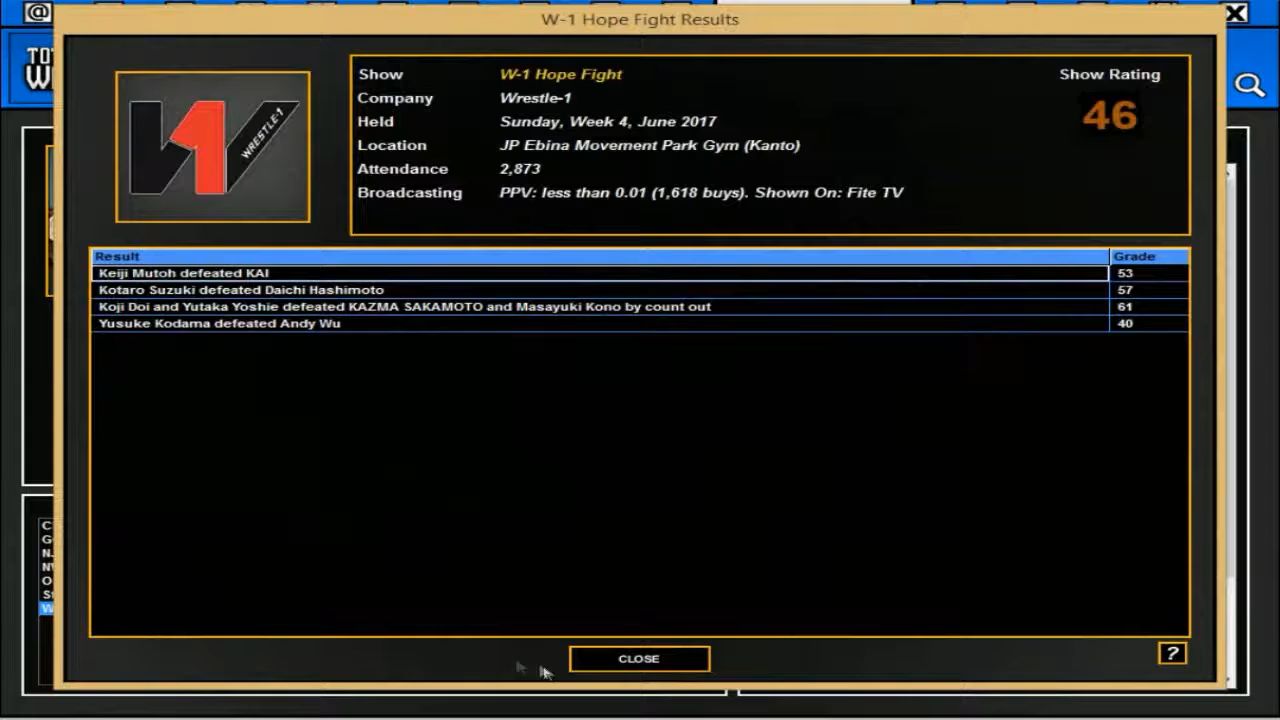 @
W-1 Hope Fight Results
TO
W
WRESTLE-1
Show W-1 Hope Fight
Company Wrestle-1
Held Sunday, Week 4, June 2017
Location JP Ebina Movement Park Gym (Kanto)
Attendance 2,873
Broadcasting PPV: less than 0.01 (1,618 buys). Shown On: Fite TV
Show Rating
46
Result Grade
Keiji Mutoh defeated KAI 53
Kotaro Suzuki defeated Daichi Hashimoto 57
Koji Doi and Yutaka Yoshie defeated KAZMA SAKAMOTO and Masayuki Kono by count out 61
Yusuke Kodama defeated Andy Wu 40
C
G
N
N
O
S
W
CLOSE
?